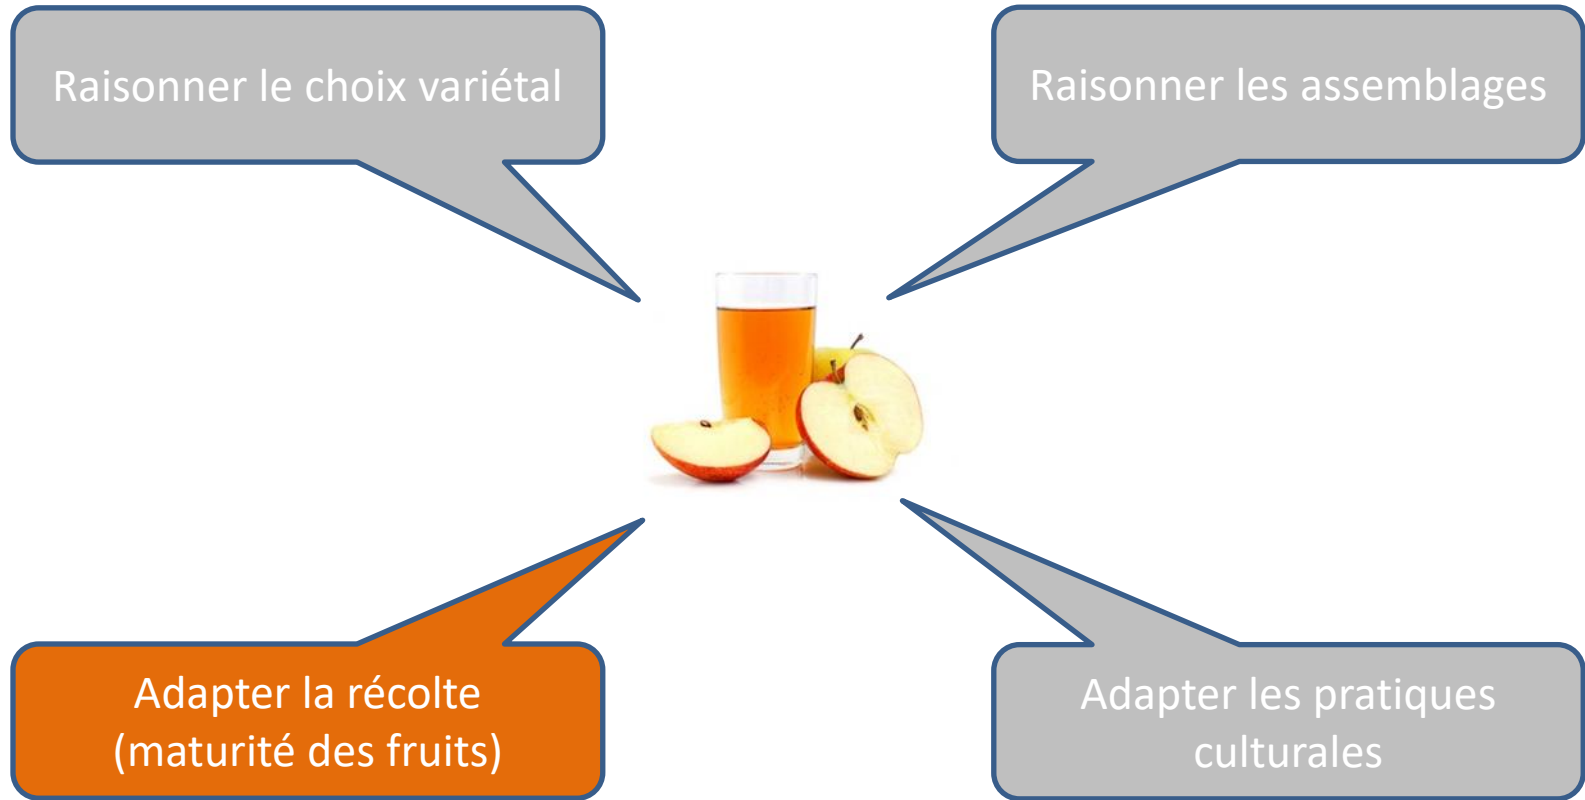 Raisonner le choix variétal
Raisonner les assemblages
Adapter la récolte
(maturité des fruits)
Adapter les pratiques
culturales